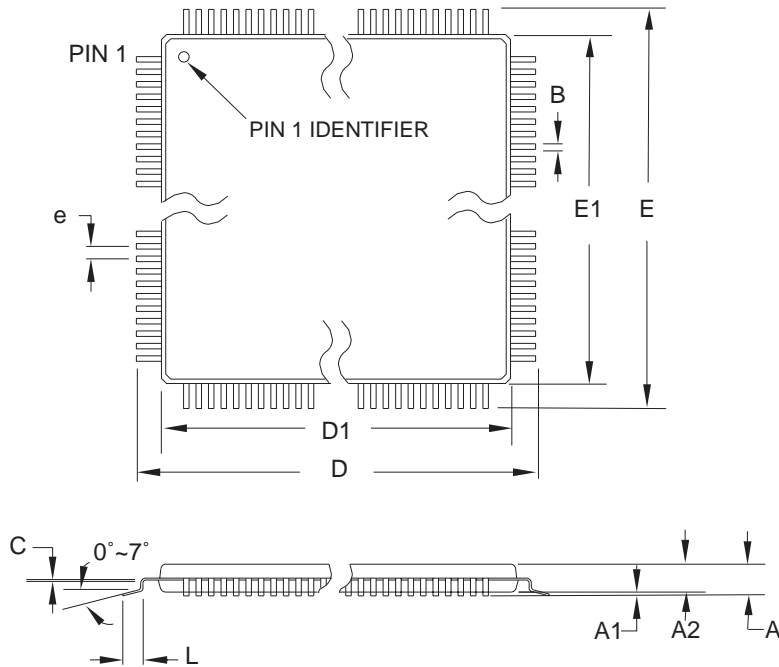 PIN 1
PIN 1 IDENTIFIER
B
e
E1
E
D1
D
C
0˚~7˚
L
A1
A2
A